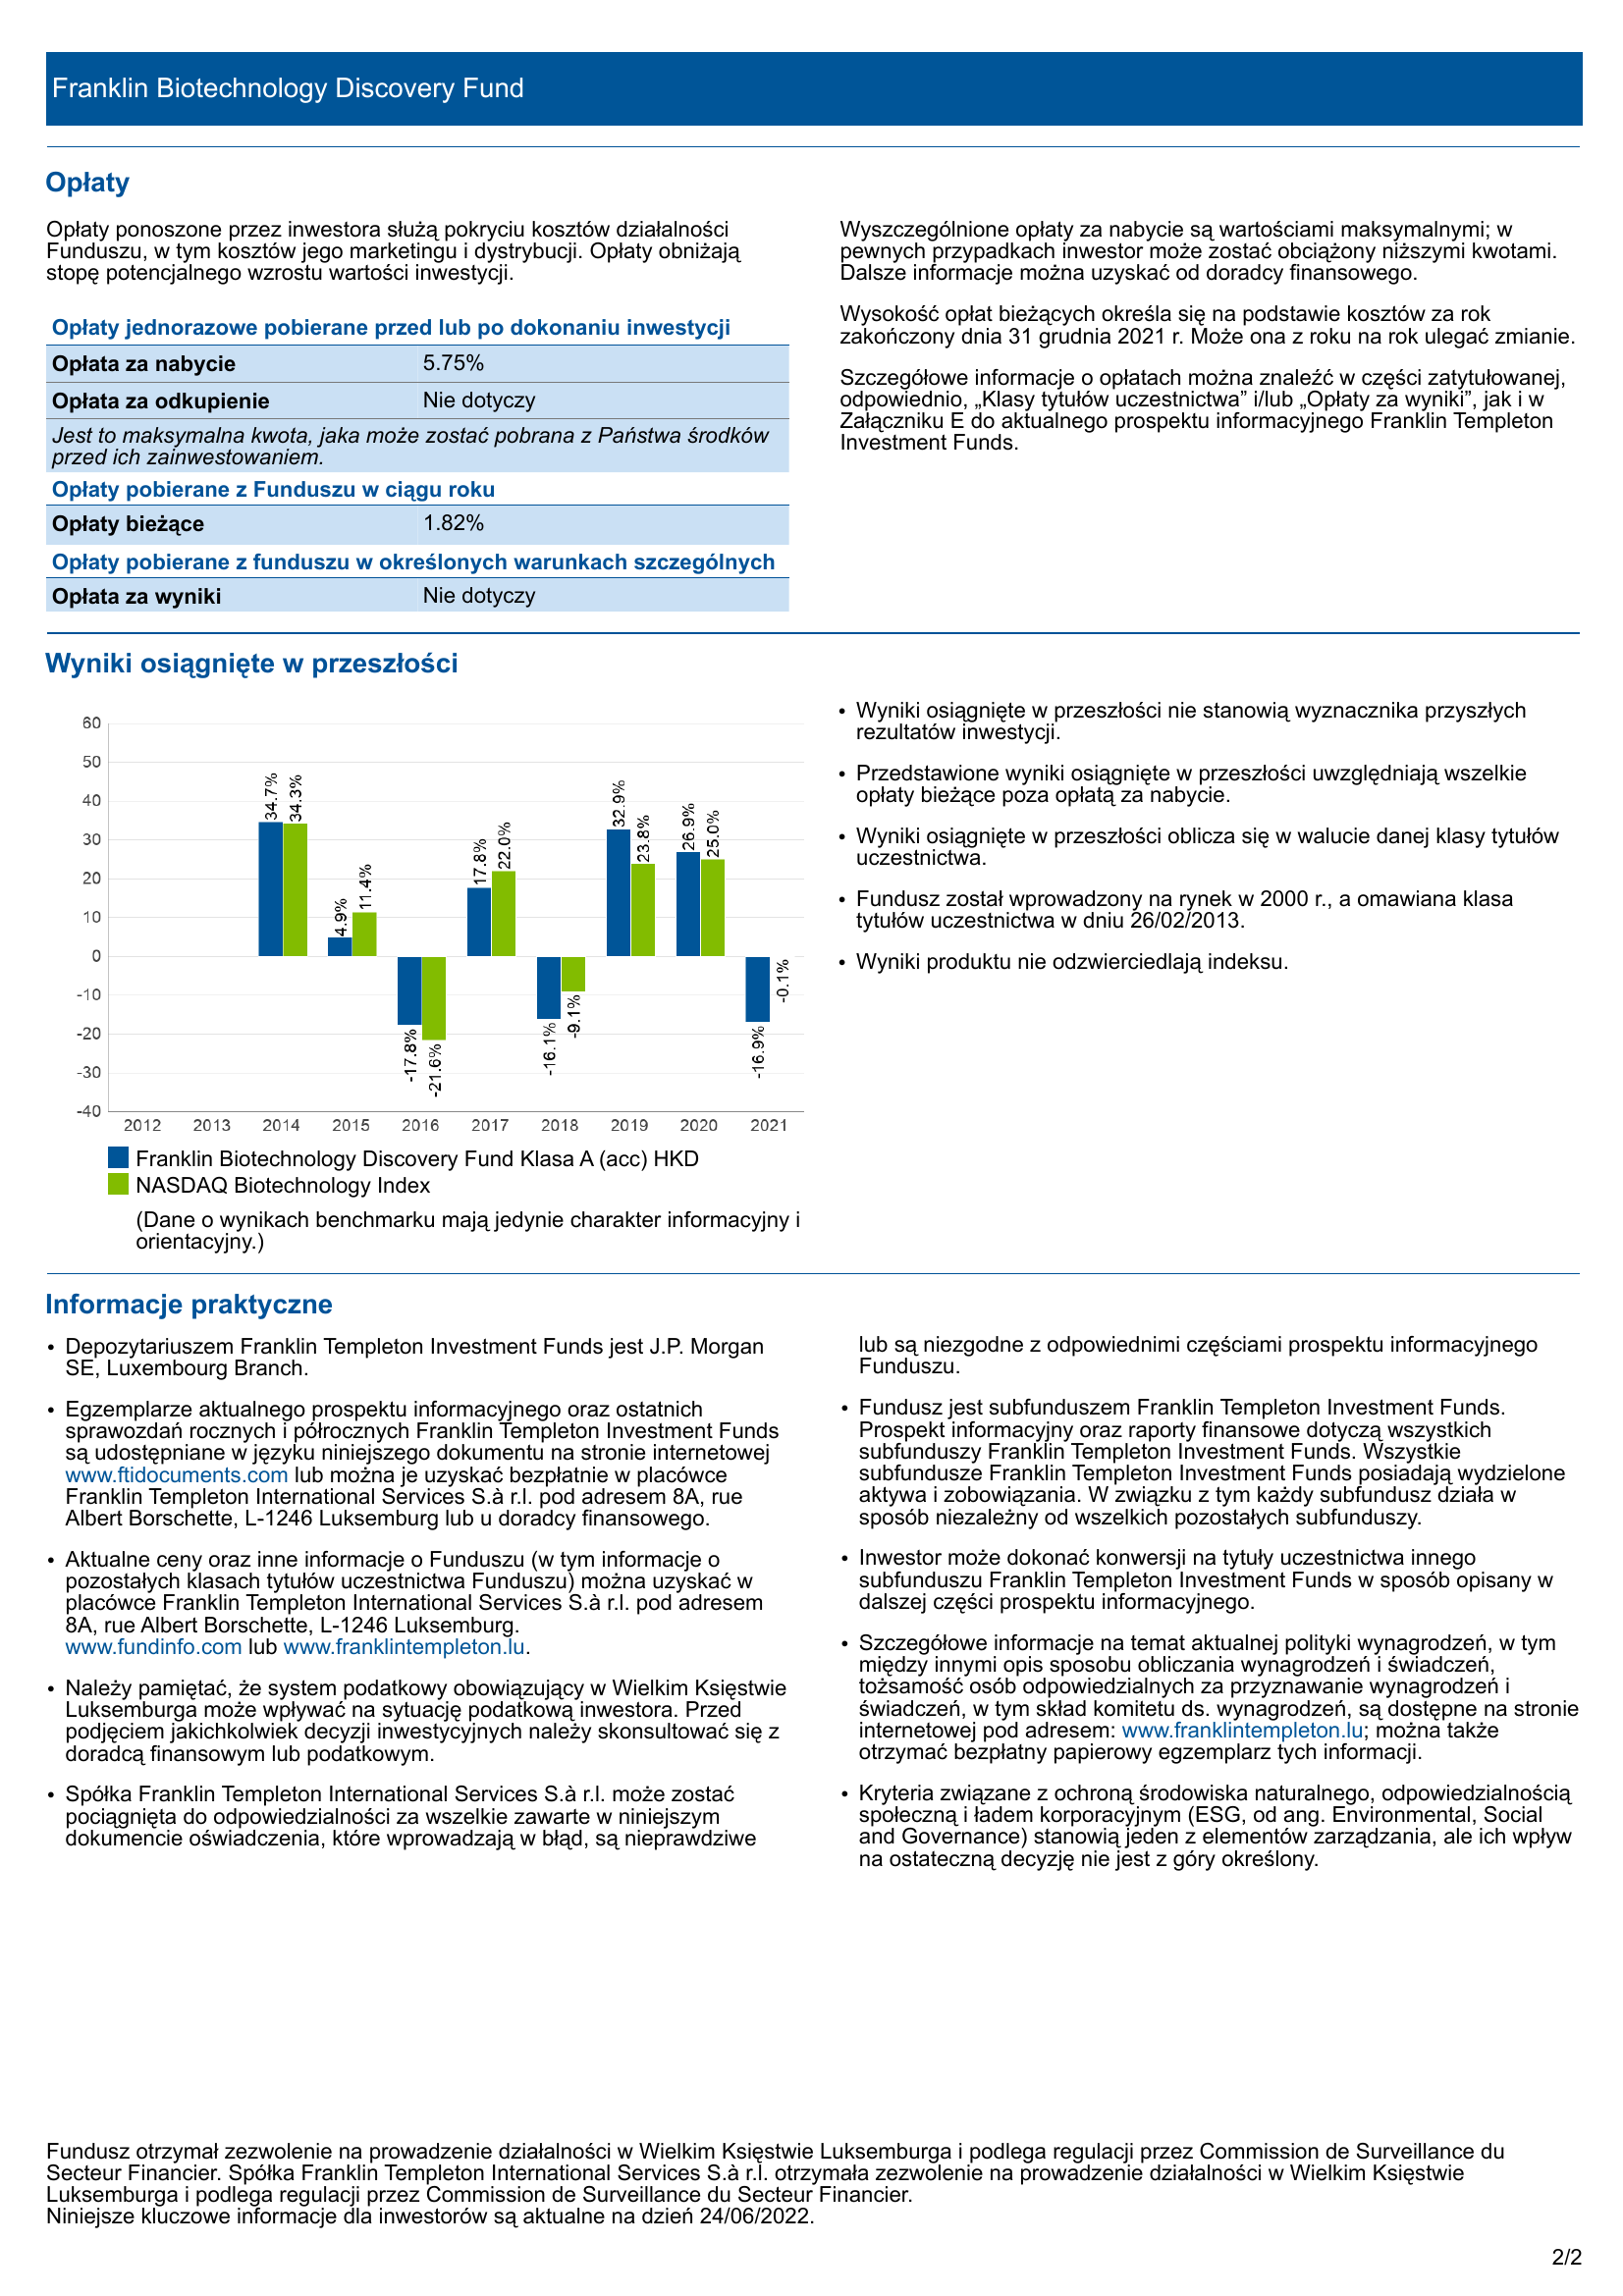 Franklin Biotechnology Discovery Fund
Opłaty
Opłaty ponoszone przez inwestora służą pokryciu kosztów działalności
Funduszu, w tym kosztów jego marketingu i dystrybucji. Opłaty obniżają
stopę potencjalnego wzrostu wartości inwestycji.
Opłaty jednorazowe pobierane przed lub po dokonaniu inwestycji
Opłata za nabycie 5.75%
Opłata za odkupienie Nie dotyczy
Jest to maksymalna kwota, jaka może zostać pobrana z Państwa środków
przed ich zainwestowaniem.
Opłaty pobierane z Funduszu w ciągu roku
Opłaty bieżące 1.82%
Opłaty pobierane z funduszu w określonych warunkach szczególnych
Opłata za wyniki Nie dotyczy
Wyszczególnione opłaty za nabycie są wartościami maksymalnymi; w
pewnych przypadkach inwestor może zostać obciążony niższymi kwotami.
Dalsze informacje można uzyskać od doradcy finansowego.
Wysokość opłat bieżących określa się na podstawie kosztów za rok
zakończony dnia 31 grudnia 2021 r. Może ona z roku na rok ulegać zmianie.
Szczegółowe informacje o opłatach można znaleźć w części zatytułowanej,
odpowiednio, „Klasy tytułów uczestnictwa” i/lub „Opłaty za wyniki”, jak i w
Załączniku E do aktualnego prospektu informacyjnego Franklin Templeton
Investment Funds.
Wyniki osiągnięte w przeszłości
60
50
40
30
20
10
0
-10
-20
-30
-40
34.7%
34.3%
4.9%
11.4%
-17.8%
-21.6%
17.8%
22.0%
-16.1%
-9.1%
32.9%
23.8%
26.9%
25.0%
-16.9%
-0.1%
2012 2013 2014 2015 2016 2017 2018 2019 2020 2021
Franklin Biotechnology Discovery Fund Klasa A (acc) HKD
NASDAQ Biotechnology Index
(Dane o wynikach benchmarku mają jedynie charakter informacyjny i
orientacyjny.)
• Wyniki osiągnięte w przeszłości nie stanowią wyznacznika przyszłych
rezultatów inwestycji.
• Przedstawione wyniki osiągnięte w przeszłości uwzględniają wszelkie
opłaty bieżące poza opłatą za nabycie.
• Wyniki osiągnięte w przeszłości oblicza się w walucie danej klasy tytułów
uczestnictwa.
• Fundusz został wprowadzony na rynek w 2000 r., a omawiana klasa
tytułów uczestnictwa w dniu 26/02/2013.
• Wyniki produktu nie odzwierciedlają indeksu.
Informacje praktyczne
• Depozytariuszem Franklin Templeton Investment Funds jest J.P. Morgan
SE, Luxembourg Branch.
• Egzemplarze aktualnego prospektu informacyjnego oraz ostatnich
sprawozdań rocznych i półrocznych Franklin Templeton Investment Funds
są udostępniane w języku niniejszego dokumentu na stronie internetowej
www.ftidocuments.com lub można je uzyskać bezpłatnie w placówce
Franklin Templeton International Services S.à r.l. pod adresem 8A, rue
Albert Borschette, L-1246 Luksemburg lub u doradcy finansowego.
• Aktualne ceny oraz inne informacje o Funduszu (w tym informacje o
pozostałych klasach tytułów uczestnictwa Funduszu) można uzyskać w
placówce Franklin Templeton International Services S.à r.l. pod adresem
8A, rue Albert Borschette, L-1246 Luksemburg.
www.fundinfo.com lub www.franklintempleton.lu.
• Należy pamiętać, że system podatkowy obowiązujący w Wielkim Księstwie
Luksemburga może wpływać na sytuację podatkową inwestora. Przed
podjęciem jakichkolwiek decyzji inwestycyjnych należy skonsultować się z
doradcą finansowym lub podatkowym.
• Spółka Franklin Templeton International Services S.à r.l. może zostać
pociągnięta do odpowiedzialności za wszelkie zawarte w niniejszym
dokumencie oświadczenia, które wprowadzają w błąd, są nieprawdziwe
lub są niezgodne z odpowiednimi częściami prospektu informacyjnego
Funduszu.
• Fundusz jest subfunduszem Franklin Templeton Investment Funds.
Prospekt informacyjny oraz raporty finansowe dotyczą wszystkich
subfunduszy Franklin Templeton Investment Funds. Wszystkie
subfundusze Franklin Templeton Investment Funds posiadają wydzielone
aktywa i zobowiązania. W związku z tym każdy subfundusz działa w
sposób niezależny od wszelkich pozostałych subfunduszy.
• Inwestor może dokonać konwersji na tytuły uczestnictwa innego
subfunduszu Franklin Templeton Investment Funds w sposób opisany w
dalszej części prospektu informacyjnego.
• Szczegółowe informacje na temat aktualnej polityki wynagrodzeń, w tym
między innymi opis sposobu obliczania wynagrodzeń i świadczeń,
tożsamość osób odpowiedzialnych za przyznawanie wynagrodzeń i
świadczeń, w tym skład komitetu ds. wynagrodzeń, są dostępne na stronie
internetowej pod adresem: www.franklintempleton.lu; można także
otrzymać bezpłatny papierowy egzemplarz tych informacji.
• Kryteria związane z ochroną środowiska naturalnego, odpowiedzialnością
społeczną i ładem korporacyjnym (ESG, od ang. Environmental, Social
and Governance) stanowią jeden z elementów zarządzania, ale ich wpływ
na ostateczną decyzję nie jest z góry określony.
Fundusz otrzymał zezwolenie na prowadzenie działalności w Wielkim Księstwie Luksemburga i podlega regulacji przez Commission de Surveillance du
Secteur Financier. Spółka Franklin Templeton International Services S.à r.l. otrzymała zezwolenie na prowadzenie działalności w Wielkim Księstwie
Luksemburga i podlega regulacji przez Commission de Surveillance du Secteur Financier.
Niniejsze kluczowe informacje dla inwestorów są aktualne na dzień 24/06/2022.
2/2